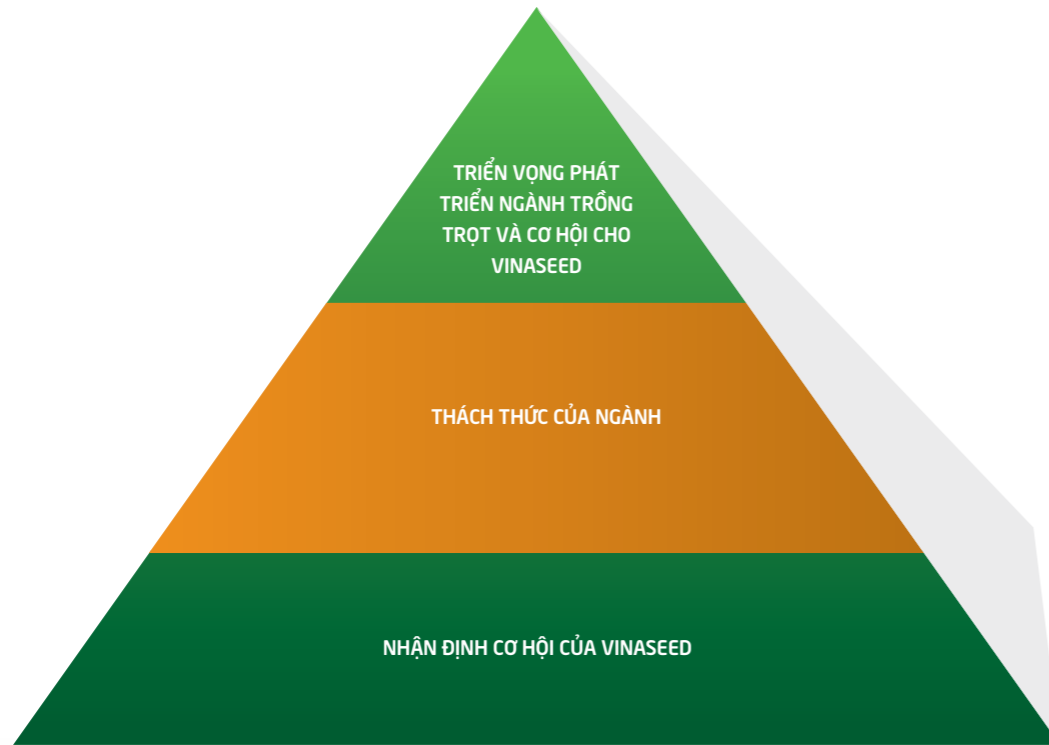 TRIỂN VỌNG PHÁT
TRIỂN NGÀNH TRỒNG
TRỌT VÀ CƠ HỘI CHO
VINASEED
THÁCH THỨC CỦA NGÀNH
NHẬN ĐỊNH CƠ HỘI CỦA VINASEED